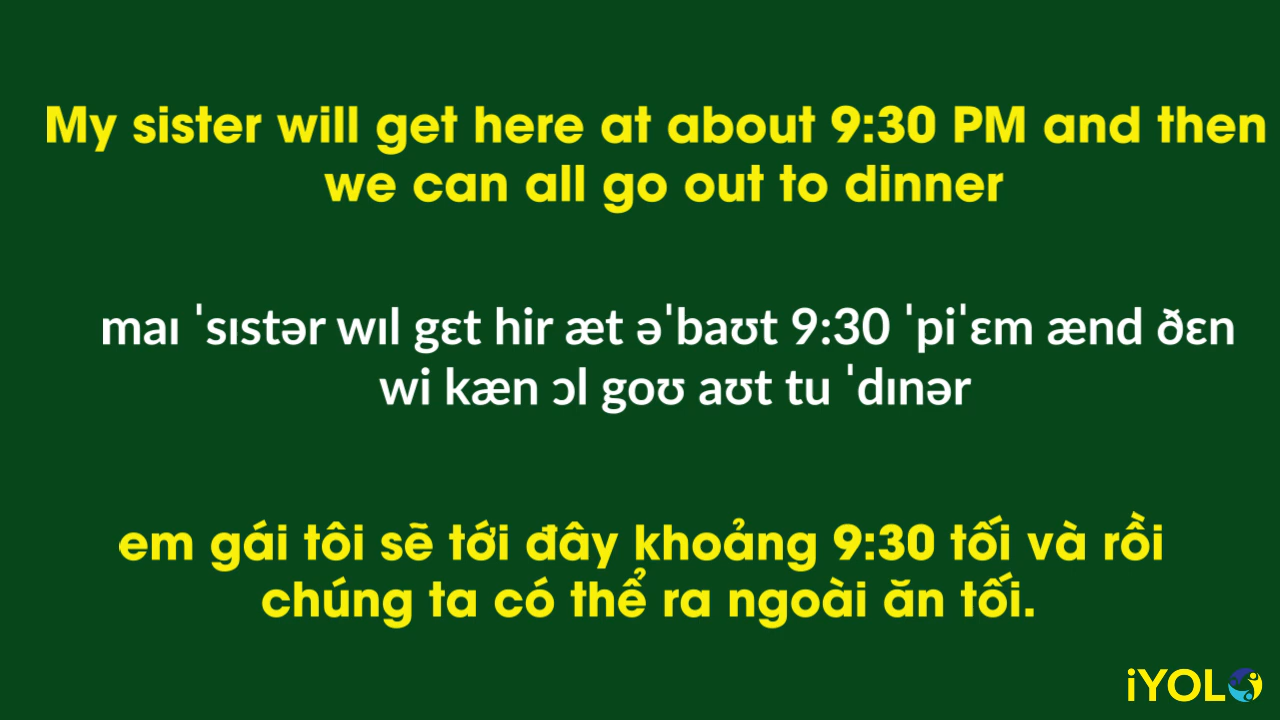 My sister will get here at about 9:30 PM and then
we can all go out to dinner
maɪ ˈsɪstər wɪl gɛt hir æt əˈbaʊt 9:30 ˈpiˈɛm ænd ðɛn
wi kæn ɔl goʊ aʊt tu ˈdɪnər
em gái tôi sẽ tới đây khoảng 9:30 tối và rồi
chúng ta có thể ra ngoài ăn tối.
iYOLO